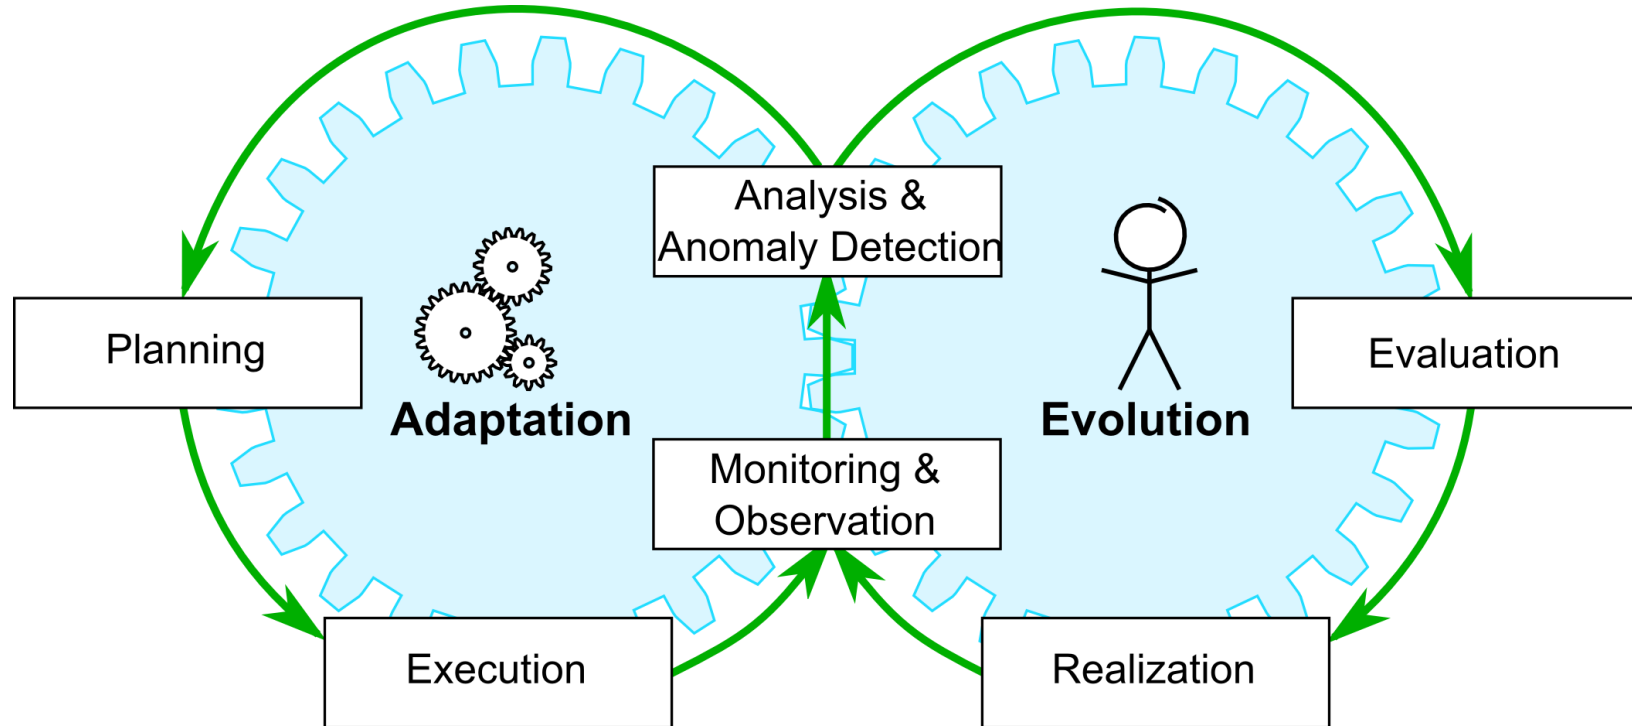 Analysis &
Anomaly Detection
Planning
Evaluation
Adaptation
Evolution
Monitoring &
Observation
Execution
Realization